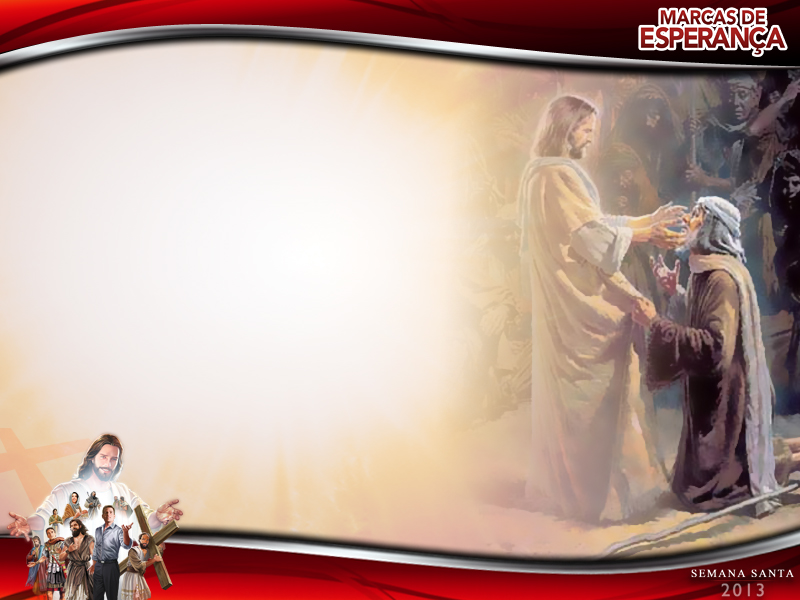 MARCAS DE
ESPERANÇA
SEMANA SANTA
2013